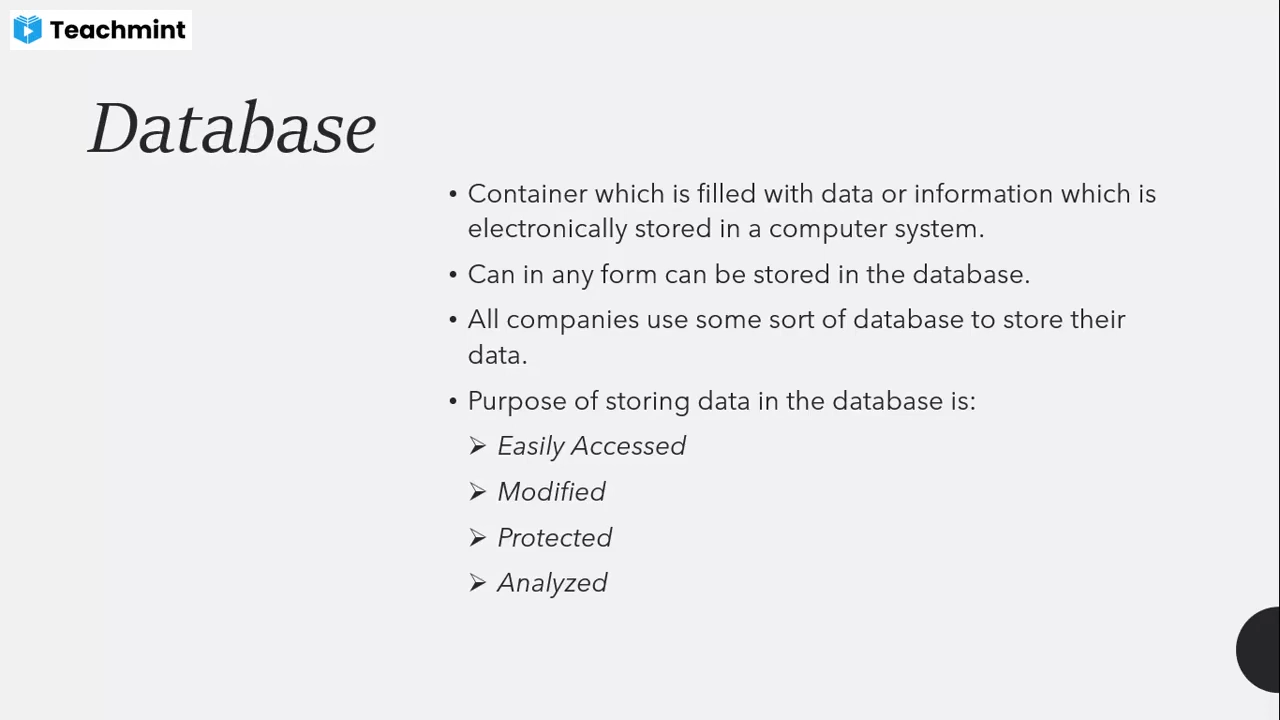 Teachmint
Database
• Container which is filled with data or information which is
electronically stored in a computer system.
• Can in any form can be stored in the database.
• All companies use some sort of database to store their
data.
• Purpose of storing data in the database is:
➢ Easily Accessed
➢ Modified
➢ Protected
➢ Analyzed